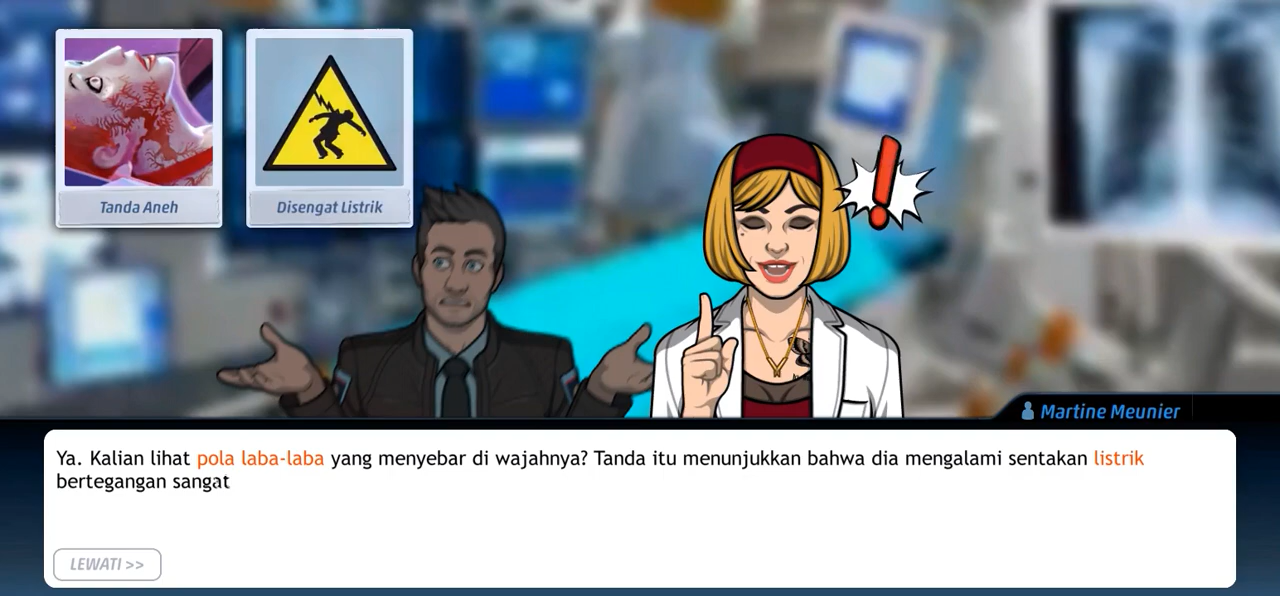 Tanda Aneh
Disengat Listrik
Martine Meunier
Ya. Kalian lihat pola laba-laba yang menyebar di wajahnya? Tanda itu menunjukkan bahwa dia mengalami sentakan listrik
bertegangan sangat
LEWATI >>